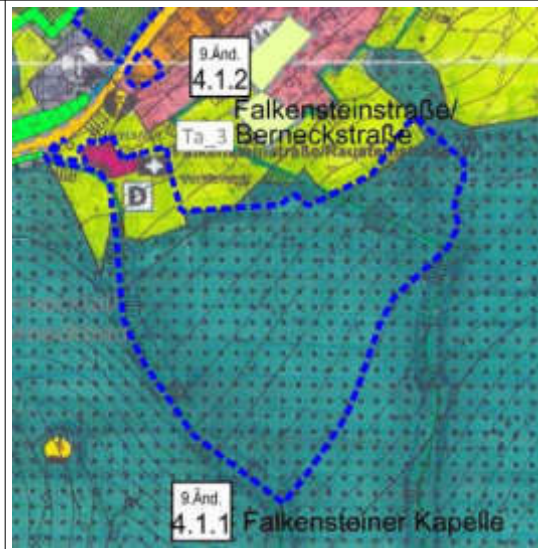 9.Änd.
4.1.2
Falkensteinstraße/
Ta_3 Berneckstraße
D
9.Änd.
4.1.1 Falkensteiner Kapelle